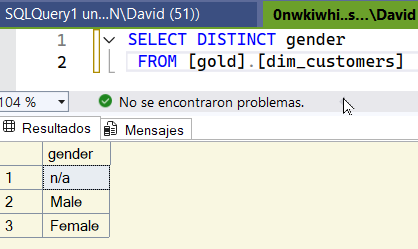 SQLQuery1 un...N\David (51))
0nwkiwhi..s...\David
1 SELECT DISTINCT gender
2 FROM [gold].[dim_customers]
104 %
No se encontraron problemas.
Resultados Mensajes
gender
1 n/a
2 Male
3 Female